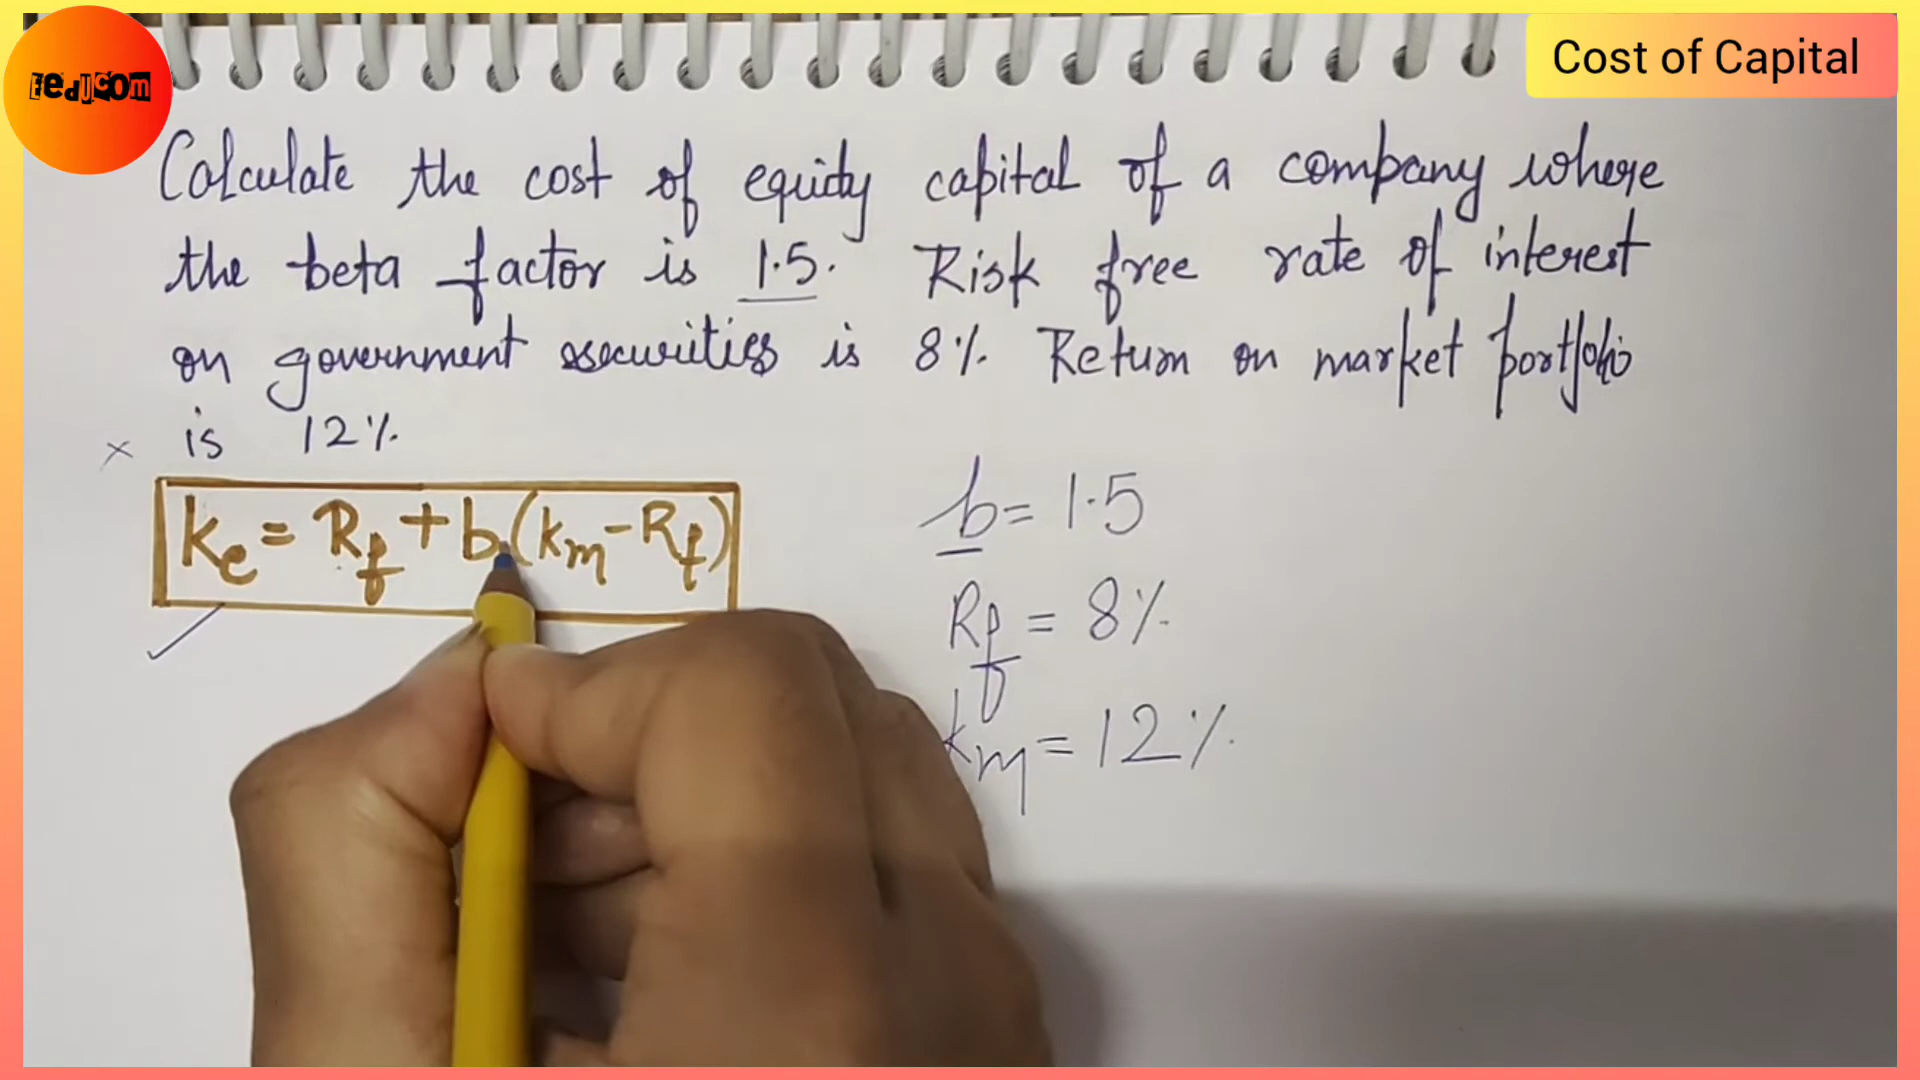 EedUCom
Cost of Capital
Calculate the cost of equity capital of a company where
the beta factor is 1.5. Risk free rate of interest
on government securities is 8% Return on market portfolio
is 12%
x
Ke = Rf + b(km - Rf)
b = 1.5
Rf = 8%
km = 12%